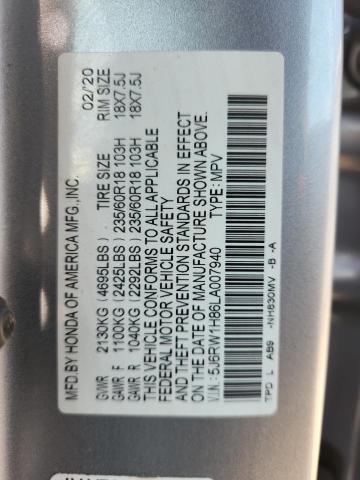 MFD.BY HONDA OF AMERICA MFG.,INC. 02/'20
GVWR 2130KG (4695LBS) TIRE SIZE RIM SIZE
GAWR F 1100KG (2425LBS) 235/60R18 103H 18X7.5J
GAWR R 1040KG (2292LBS) 235/60R18 103H 18X7.5J
THIS VEHICLE CONFORMS TO ALL APPLICABLE
FEDERAL MOTOR VEHICLE SAFETY
AND THEFT PREVENTION STANDARDS IN EFFECT
ON THE DATE OF MANUFACTURE SHOWN ABOVE.
V.I.N: 5J6RW1H86LA007940 TYPE: MPV
TPD L AB9 -NH830MV -B -A